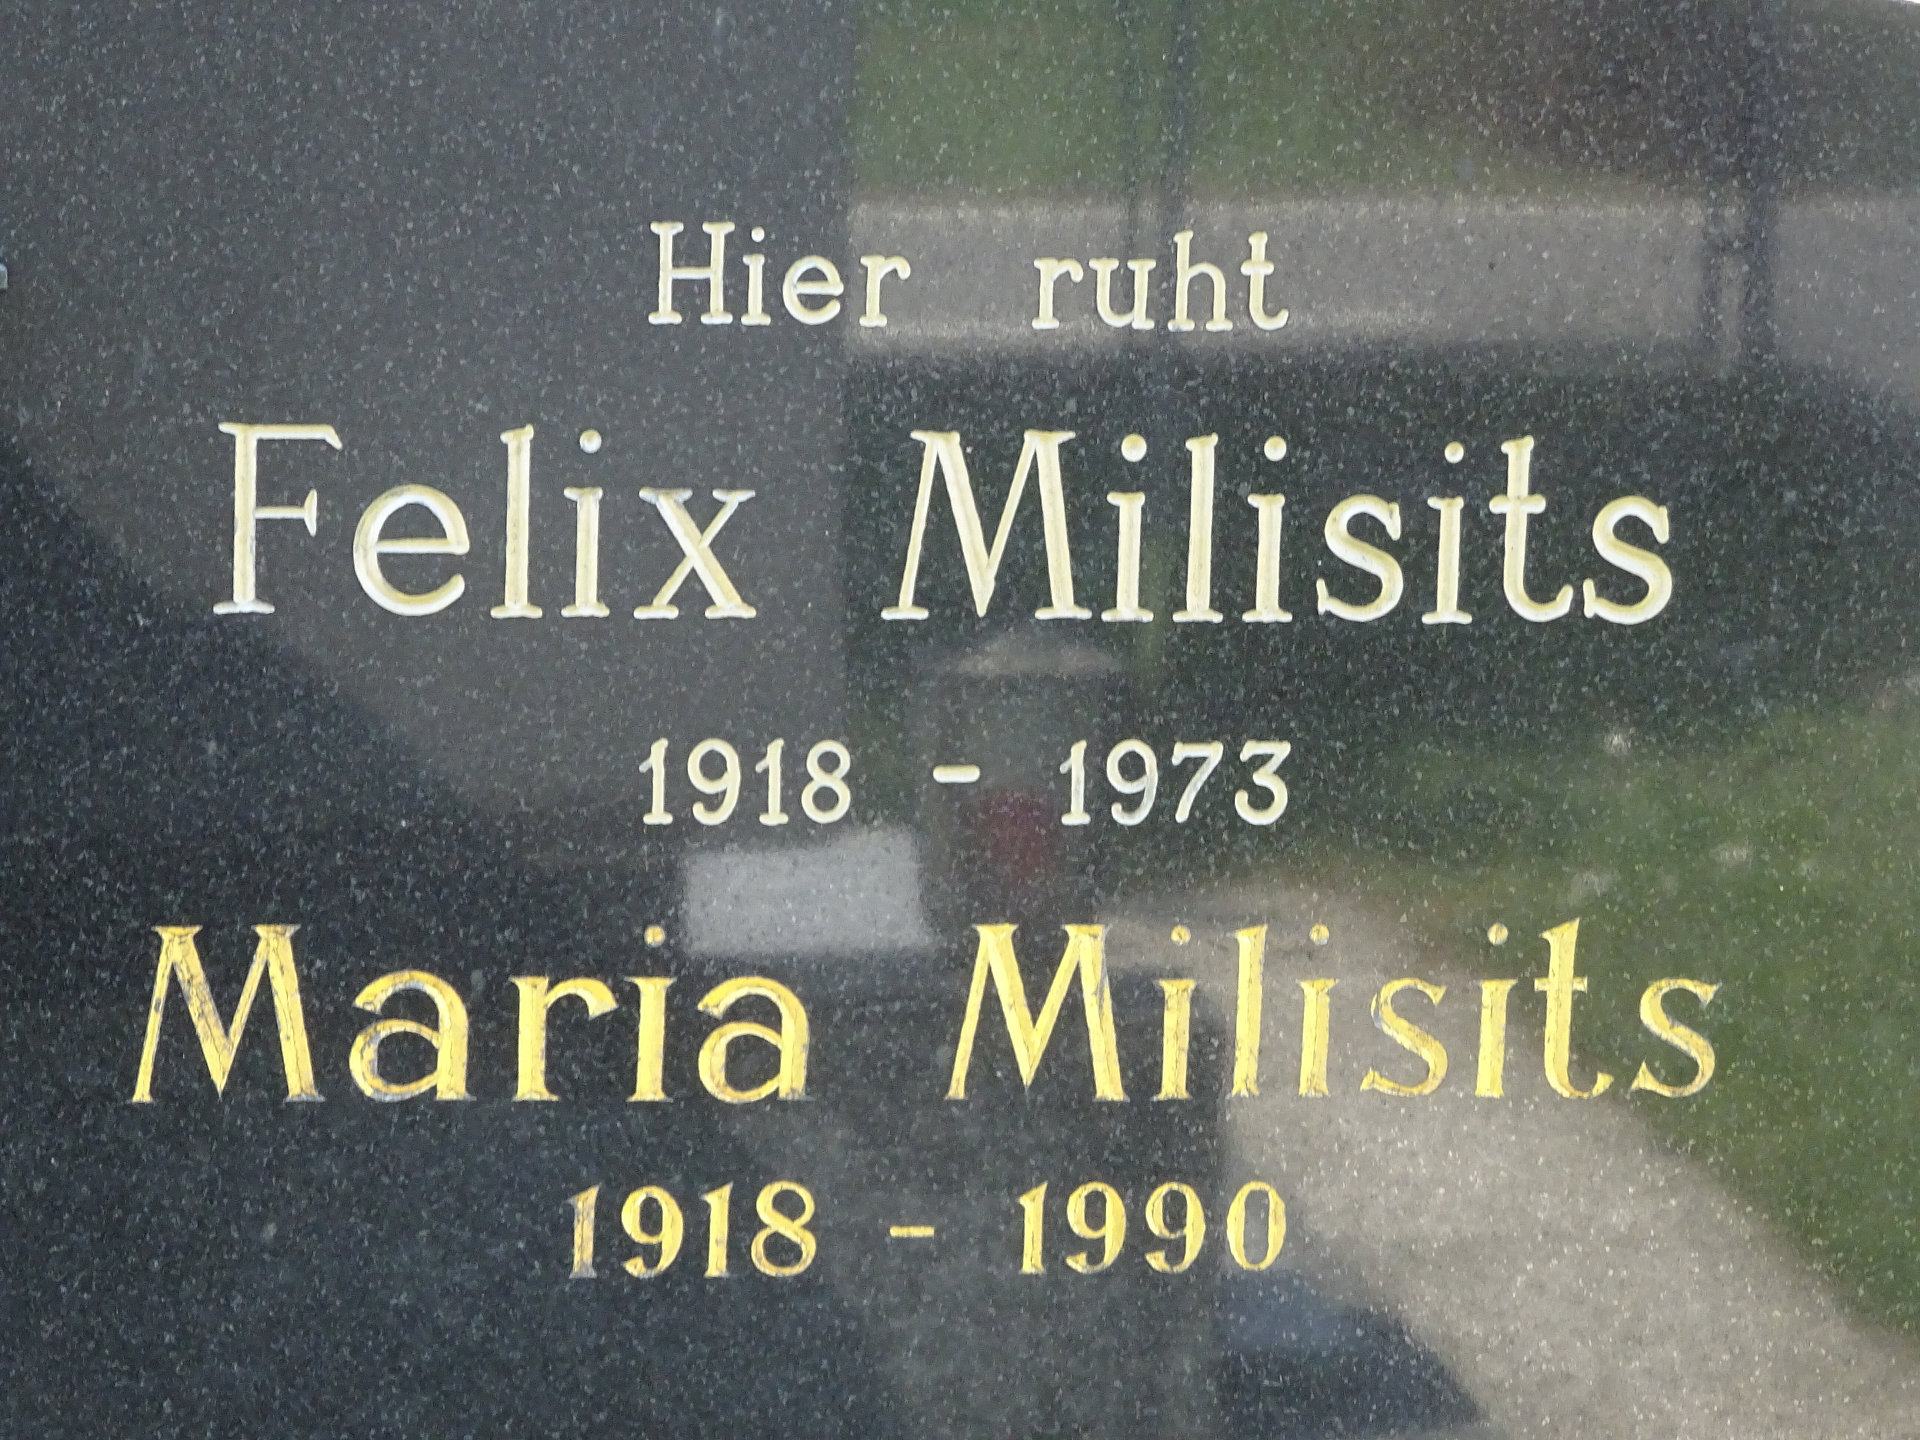 Hier ruht
Felix Milisits
1918 - 1973
Maria Milisits
1918 - 1990